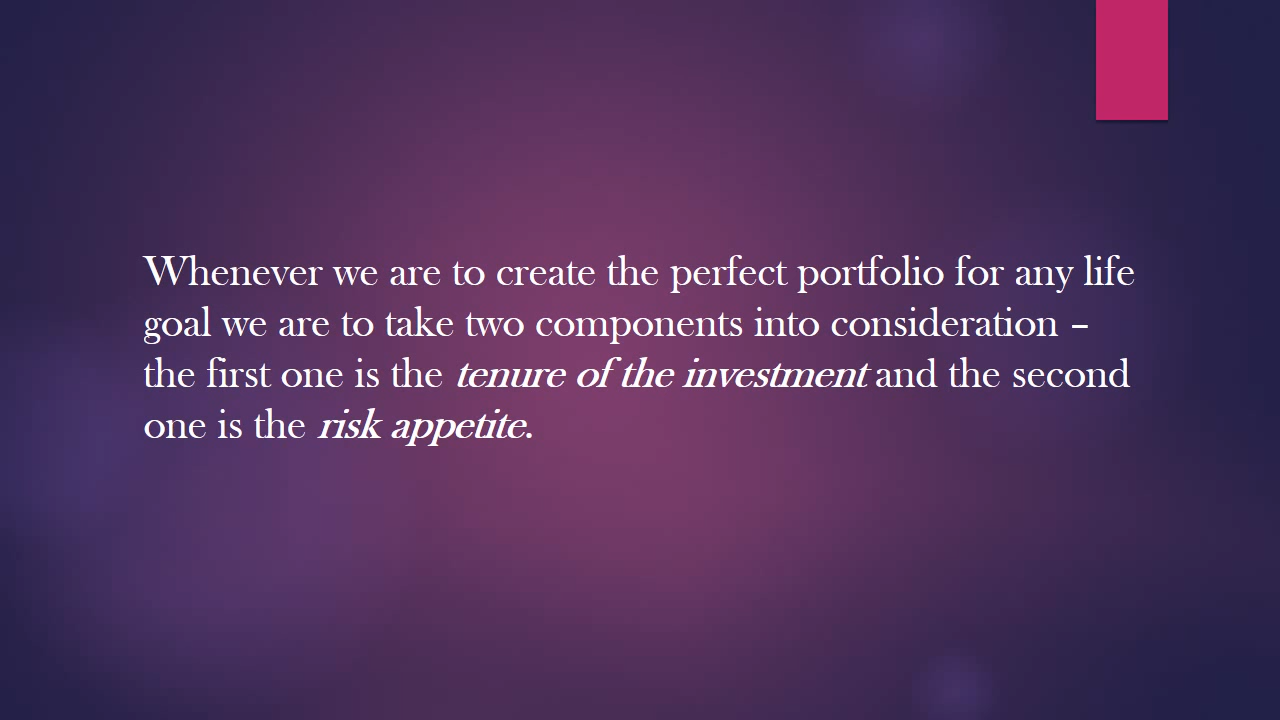 Whenever we are to create the perfect portfolio for any life
goal we are to take two components into consideration –
the first one is the tenure of the investment and the second
one is the risk appetite.